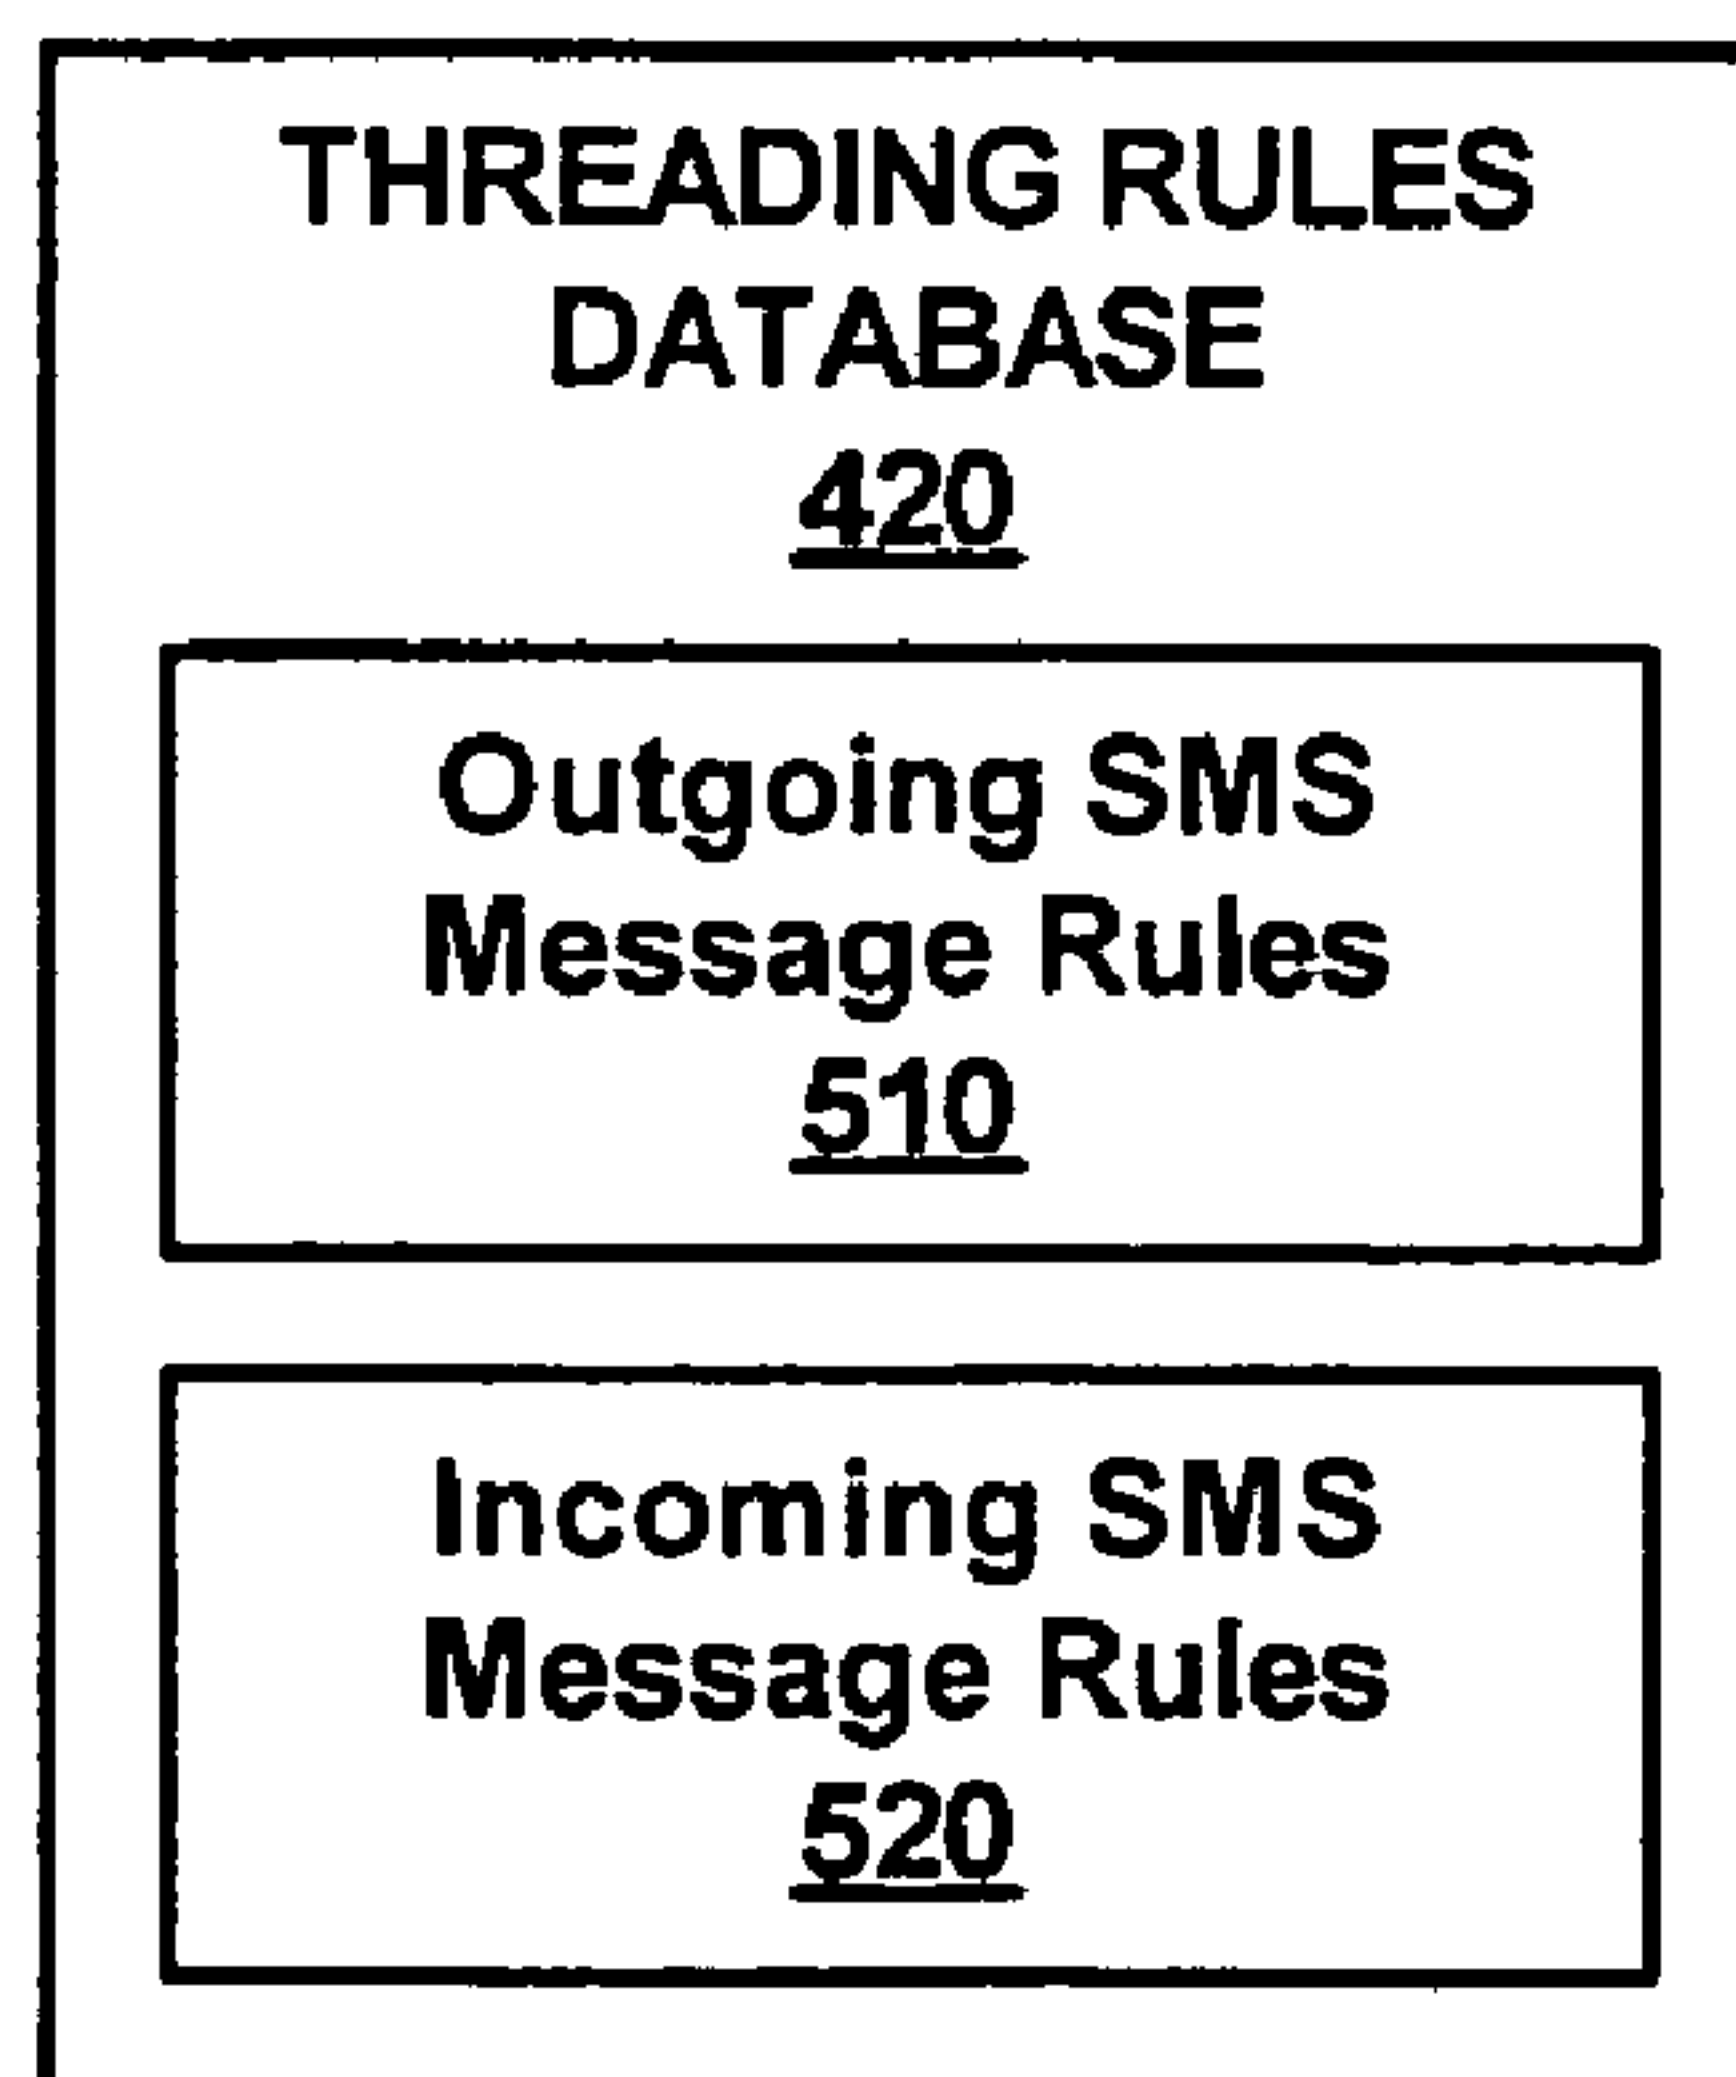 THREADING RULES
DATABASE
420
Outgoing SMS
Message Rules
510
Incoming SMS
Message Rules
520